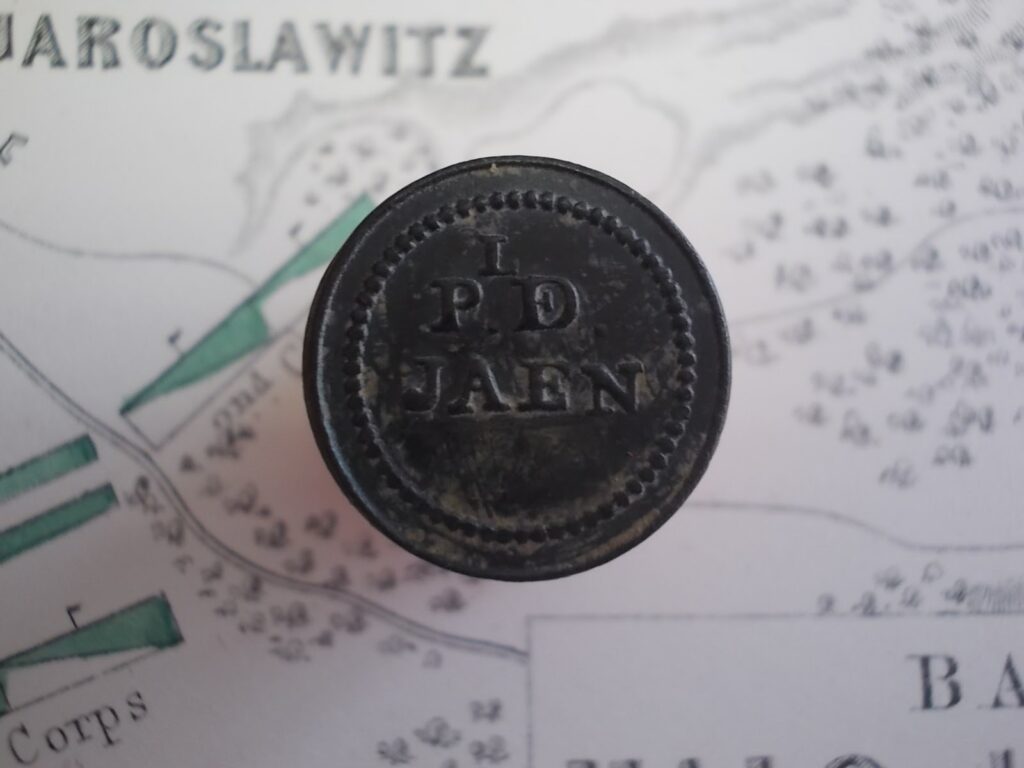 JAROSLAWITZ
I
P. D.
JAEN
Corps
BA